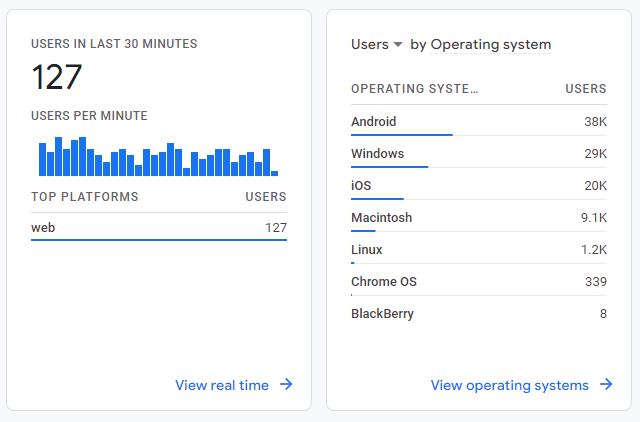 USERS IN LAST 30 MINUTES
127
USERS PER MINUTE
TOP PLATFORMS USERS
web 127
View real time
Users by Operating system
OPERATING SYSTE... USERS
Android 38K
Windows 29K
iOS 20K
Macintosh 9.1K
Linux 1.2K
Chrome OS 339
BlackBerry 8
View operating systems